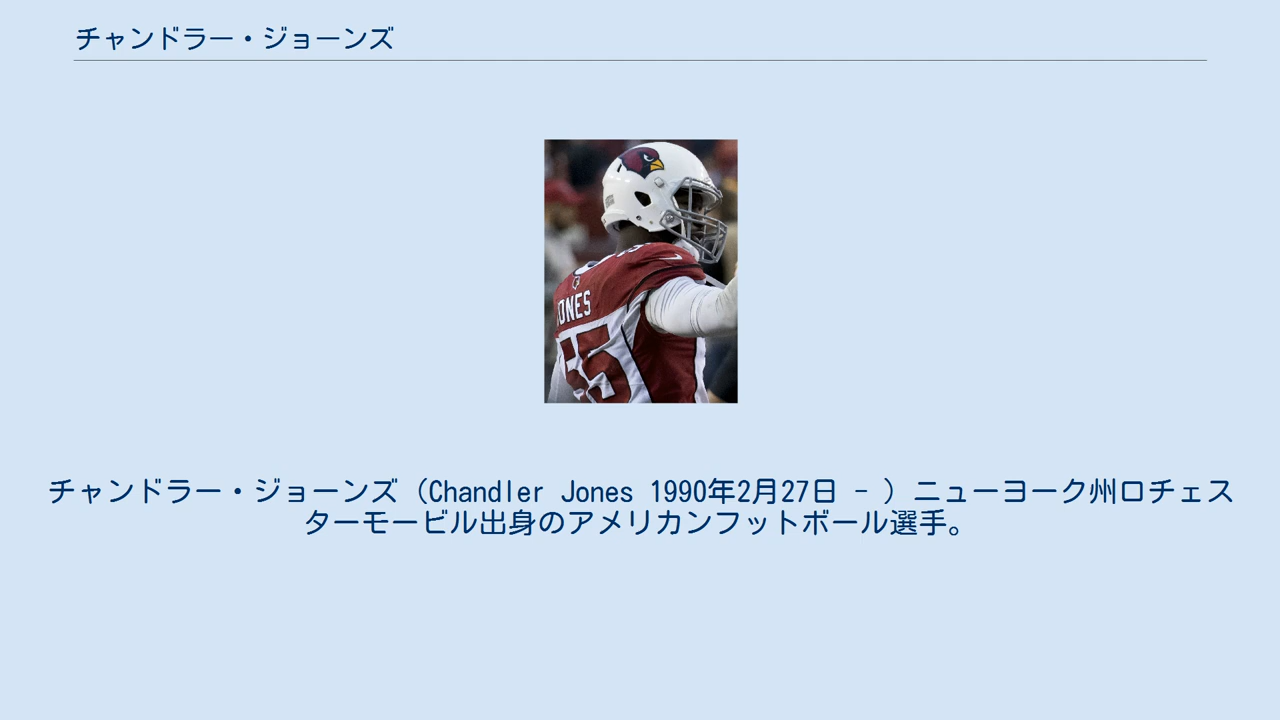 チャンドラー・ジョーンズ
ONES
55
チャンドラー・ジョーンズ（Chandler Jones 1990年2月27日 - ）ニューヨーク州ロチェス
ターモービル出身のアメリカンフットボール選手。